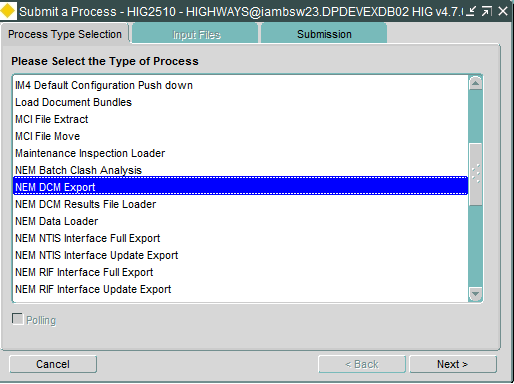 Submit a Process - HIG2510 - HIGHWAYS@iambsw23.DPDEVEXDB02 HIG v4.7.
Process Type Selection
Input Files
Submission
Please Select the Type of Process
IM4 Default Configuration Push down
Load Document Bundles
MCI File Extract
MCI File Move
Maintenance Inspection Loader
NEM Batch Clash Analysis
NEM DCM Export
NEM DCM Results File Loader
NEM Data Loader
NEM NTIS Interface Full Export
NEM NTIS Interface Update Export
NEM RIF Interface Full Export
NEM RIF Interface Update Export
Polling
Cancel
< Back
Next >